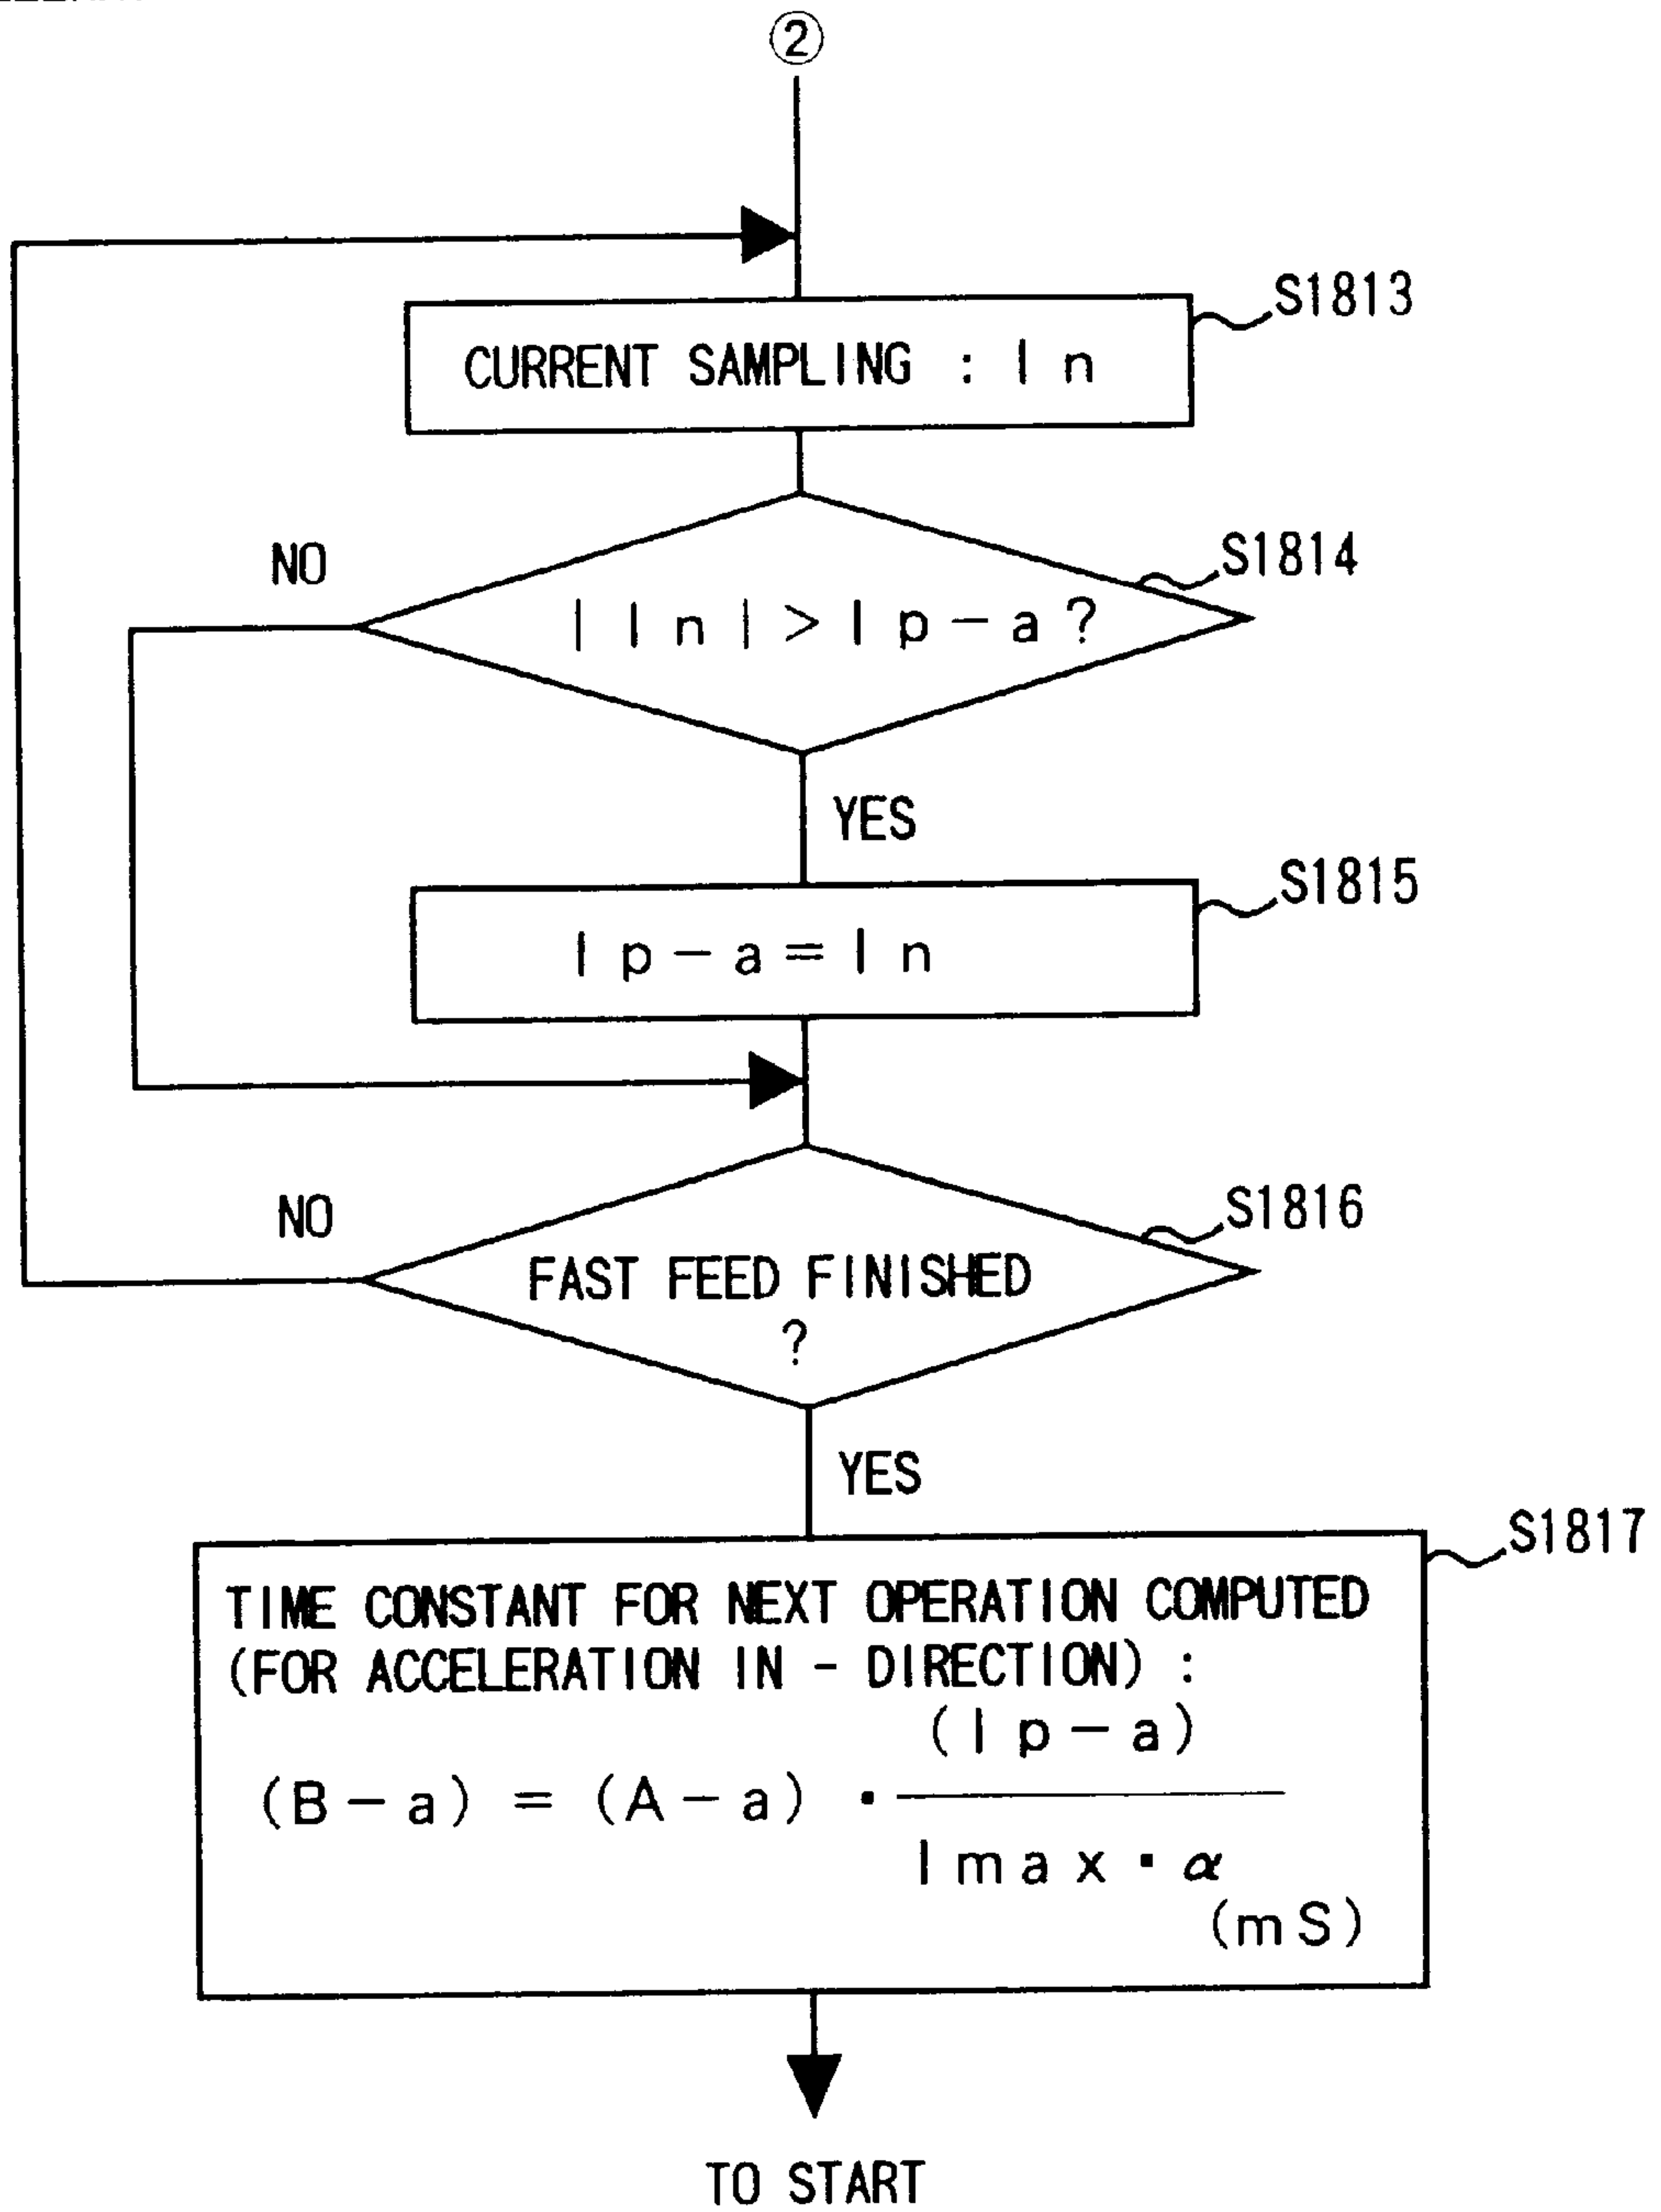 ②
S1813
CURRENT SAMPLING : I n
S1814
NO
| I n | > I p - a ?
YES
S1815
I p - a = I n
S1816
NO
FAST FEED FINISHED
?
YES
S1817
TIME CONSTANT FOR NEXT OPERATION COMPUTED
(FOR ACCELERATION IN - DIRECTION) :
(I p - a)
(B - a) = (A - a) ·
I m a x · α
(m S)
TO START